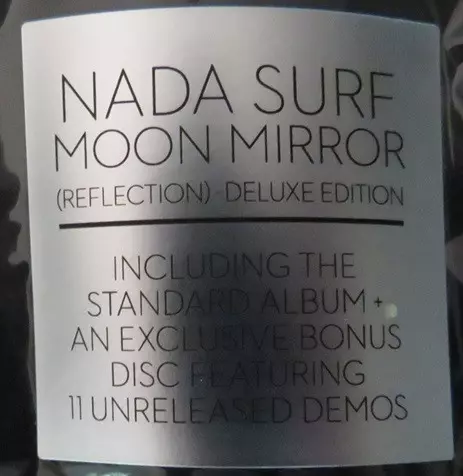 NADA SURF
MOON MIRROR
(REFLECTION) DELUXE EDITION
INCLUDING THE
STANDARD ALBUM +
AN EXCLUSIVE BONUS
DISC FEATURING
11 UNRELEASED DEMOS